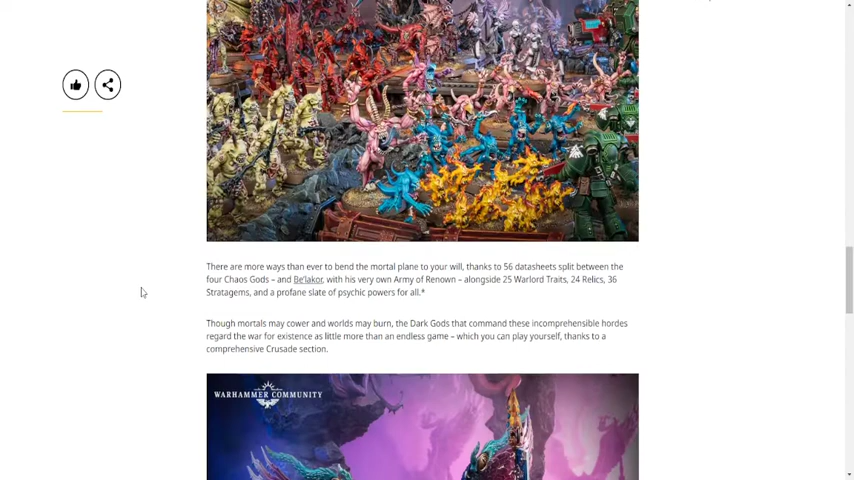 There are more ways than ever to bend the mortal plane to your will, thanks to 56 datasheets split between the
four Chaos Gods – and Be'lakor, with his very own Army of Renown – alongside 25 Warlord Traits, 24 Relics, 36
Stratagems, and a profane slate of psychic powers for all.*
Though mortals may cower and worlds may burn, the Dark Gods that command these incomprehensible hordes
regard the war for existence as little more than an endless game – which you can play yourself, thanks to a
comprehensive Crusade section.
WARHAMMER COMMUNITY